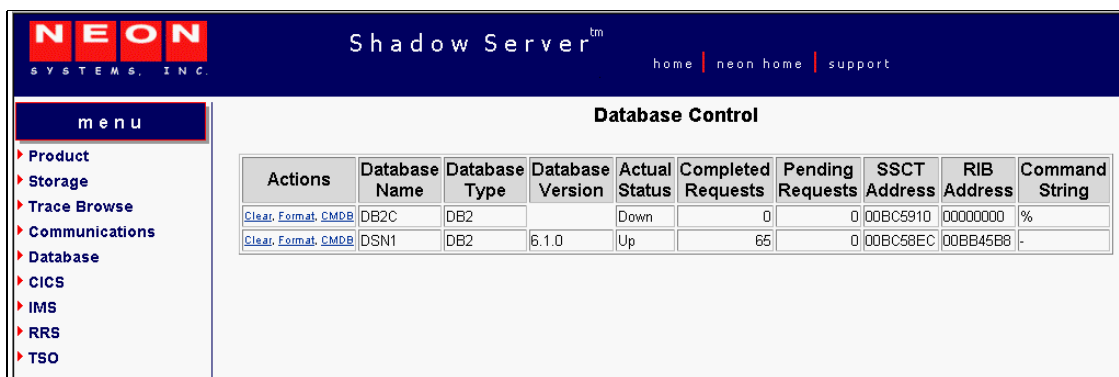 NEON
SYSTEMS, INC.
Shadow Server tm
home | neon home | support
menu
Product
Storage
Trace Browse
Communications
Database
CICS
IMS
RRS
TSO
Database Control
Actions Database Name Database Type Database Version Actual Status Completed Requests Pending Requests SSCT Address RIB Address Command String
Clear, Format, CMDB DB2C DB2 Down 0 0 00BC5910 00000000 %
Clear, Format, CMDB DSN1 DB2 6.1.0 Up 65 0 00BC58EC 00BB45B8 -